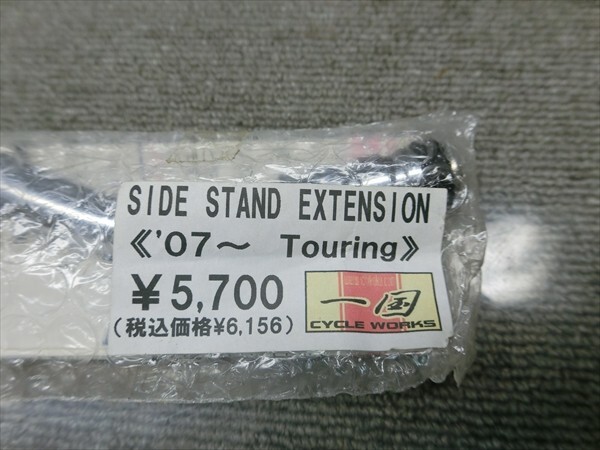 SIDE STAND EXTENSION
《'07～ Touring》
¥5,700
(税込価格¥6,156)
一国
CYCLE WORKS